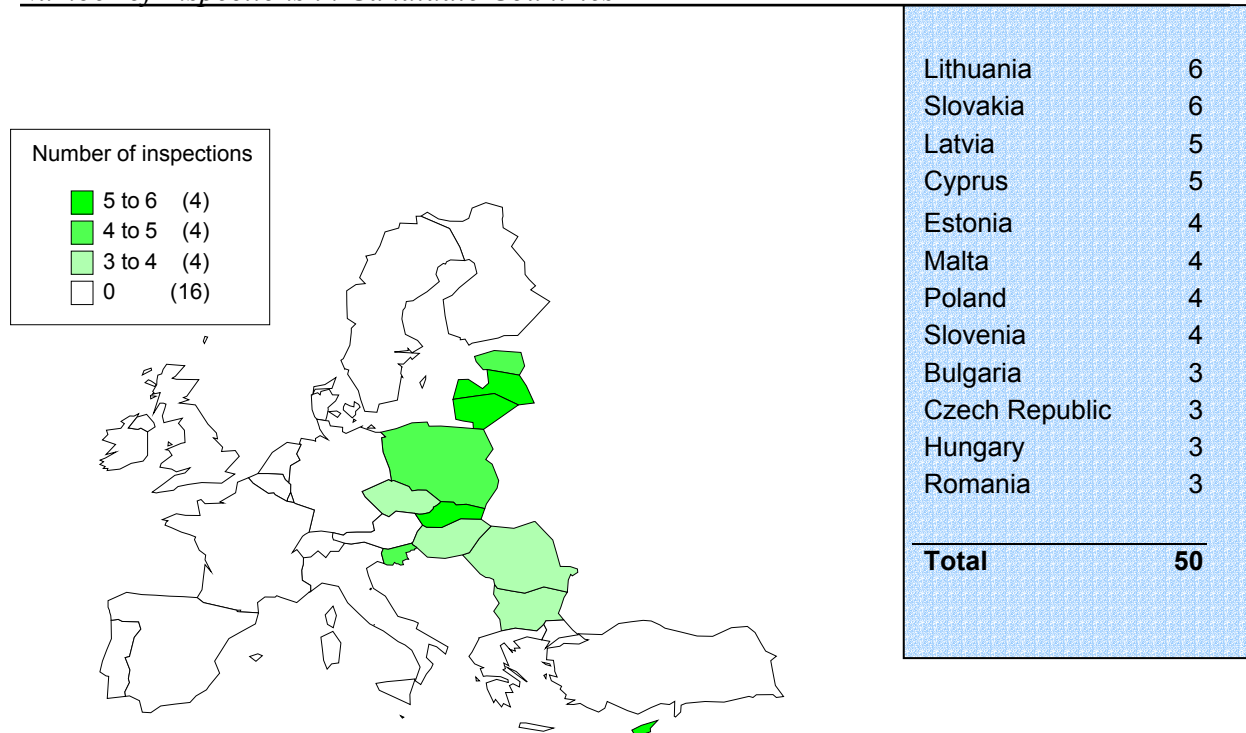 Number of inspections
5 to 6 (4)
4 to 5 (4)
3 to 4 (4)
0 (16)
Lithuania 6
Slovakia 6
Latvia 5
Cyprus 5
Estonia 4
Malta 4
Poland 4
Slovenia 4
Bulgaria 3
Czech Republic 3
Hungary 3
Romania 3
Total 50